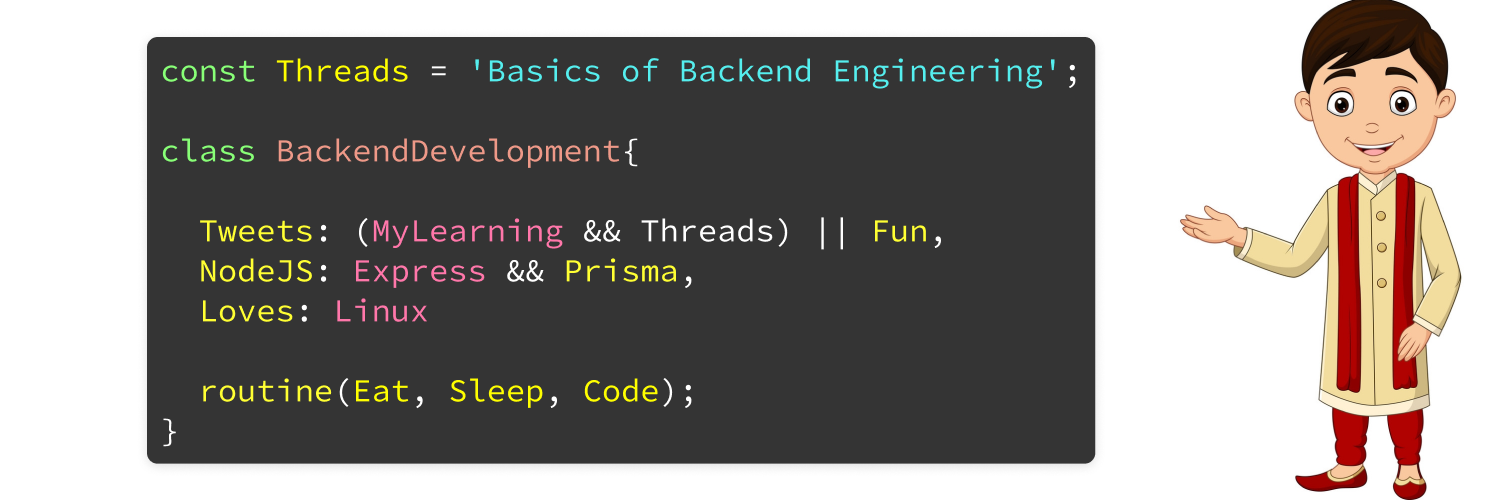 const Threads = 'Basics of Backend Engineering';
class BackendDevelopment{
Tweets: (MyLearning && Threads) || Fun,
NodeJS: Express && Prisma,
Loves: Linux
routine(Eat, Sleep, Code);
}